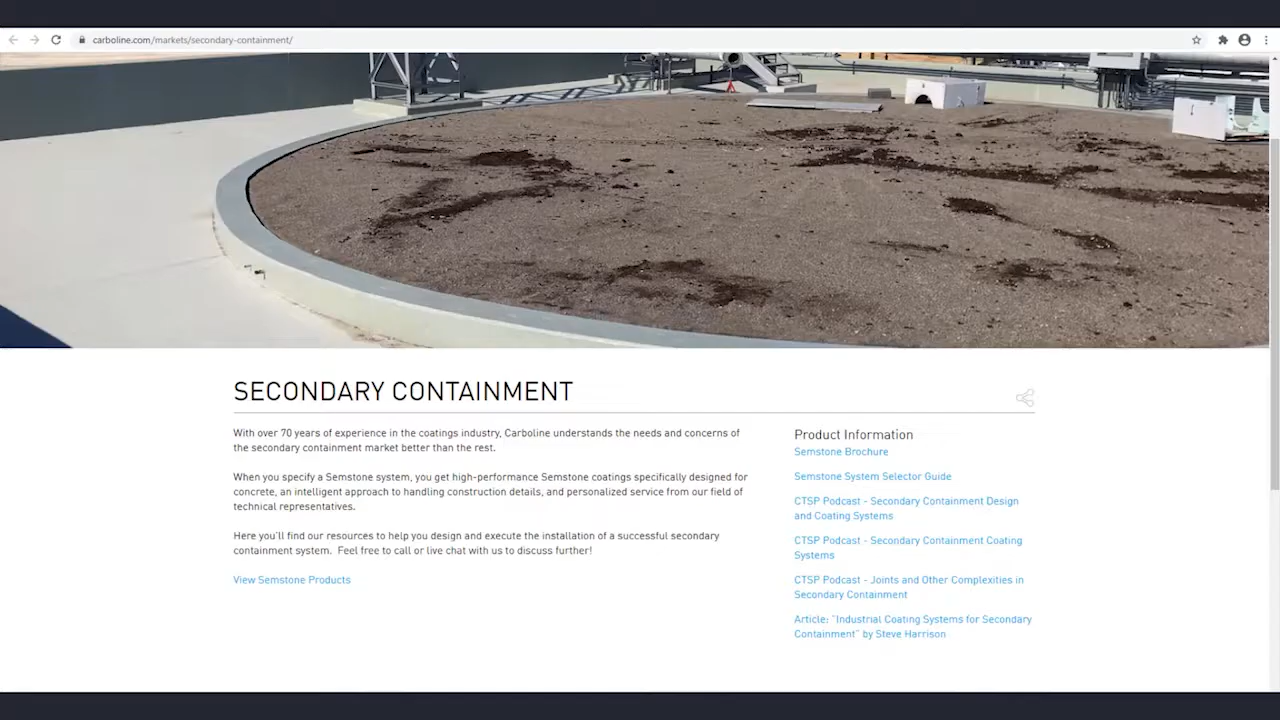 carboline.com/markets/secondary-containment/
SECONDARY CONTAINMENT
With over 70 years of experience in the coatings industry, Carboline understands the needs and concerns of
the secondary containment market better than the rest.
When you specify a Semstone system, you get high-performance Semstone coatings specifically designed for
concrete, an intelligent approach to handling construction details, and personalized service from our field of
technical representatives.
Here you'll find our resources to help you design and execute the installation of a successful secondary
containment system.  Feel free to call or live chat with us to discuss further!
View Semstone Products
Product Information
Semstone Brochure
Semstone System Selector Guide
CTSP Podcast - Secondary Containment Design
and Coating Systems
CTSP Podcast - Secondary Containment Coating
Systems
CTSP Podcast - Joints and Other Complexities in
Secondary Containment
Article: "Industrial Coating Systems for Secondary
Containment" by Steve Harrison